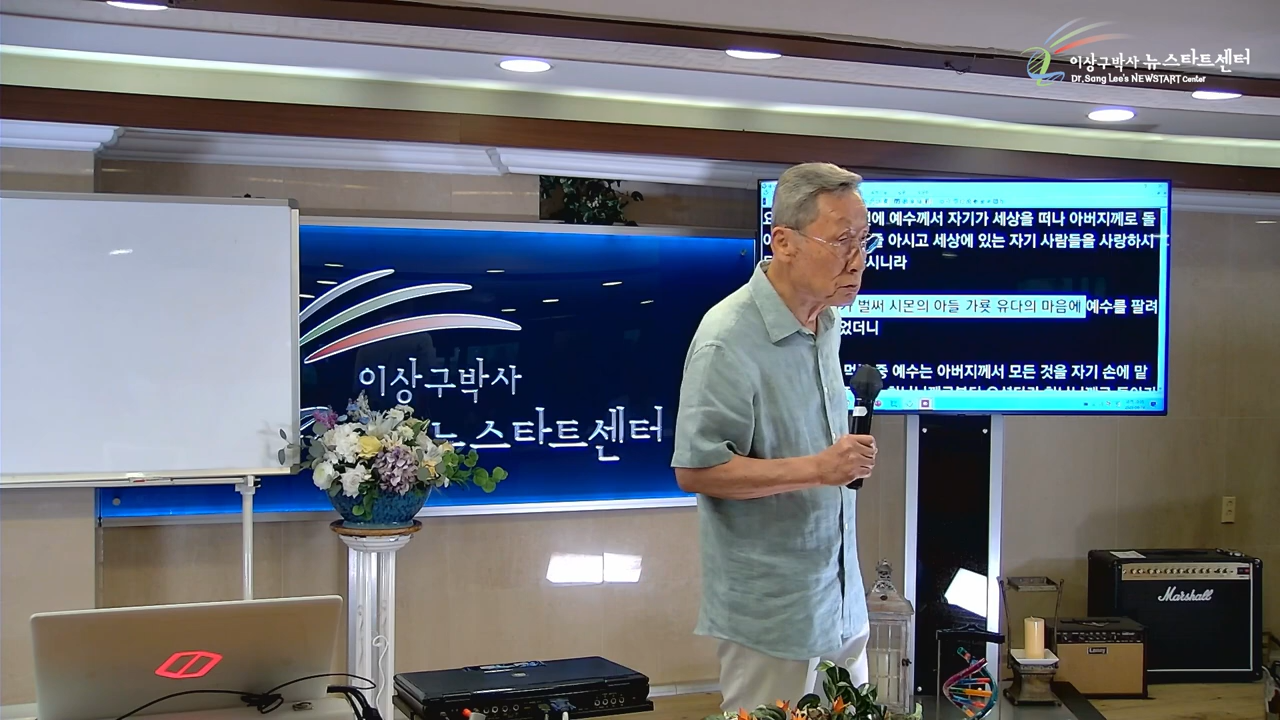 이상구박사 뉴스타트센터
Dr. Sang Lee's NEWSTART Center
예수께서 자기가 세상을 떠나 아버지께로 돌
아시고 세상에 있는 자기 사람들을 사랑하시
시니라
벌써 시몬의 아들 가룟 유다의 마음에 예수를 팔려
었더니
중 예수는 아버지께서 모든 것을 자기 손에 맡
이상구박사
뉴스타트센터
Marshall
Laney